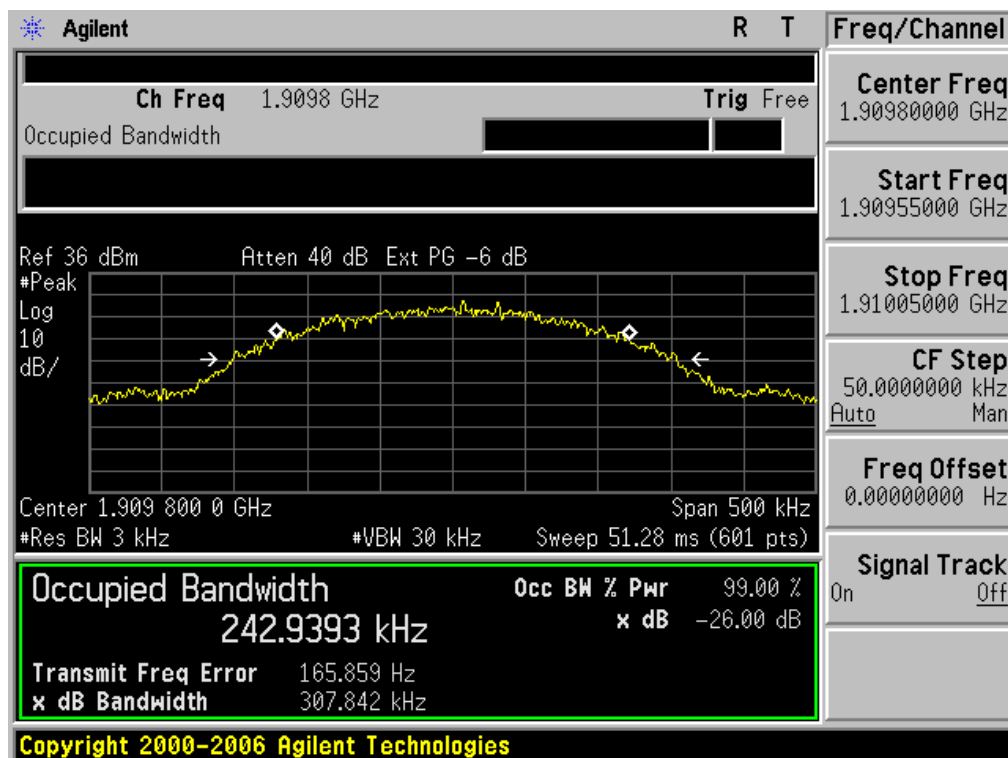 Agilent R T
Ch Freq 1.9098 GHz Trig Free
Occupied Bandwidth
Ref 36 dBm Atten 40 dB Ext PG -6 dB
#Peak
Log
10
dB/
Center 1.909 800 0 GHz Span 500 kHz
#Res BW 3 kHz #VBW 30 kHz Sweep 51.28 ms (601 pts)
Occupied Bandwidth
242.9393 kHz
Occ BW % Pwr 99.00 %
x dB -26.00 dB
Transmit Freq Error 165.859 Hz
x dB Bandwidth 307.842 kHz
Copyright 2000-2006 Agilent Technologies
Freq/Channel
Center Freq
1.90980000 GHz
Start Freq
1.90955000 GHz
Stop Freq
1.91005000 GHz
CF Step
50.0000000 kHz
Auto Man
Freq Offset
0.00000000 Hz
Signal Track
On Off